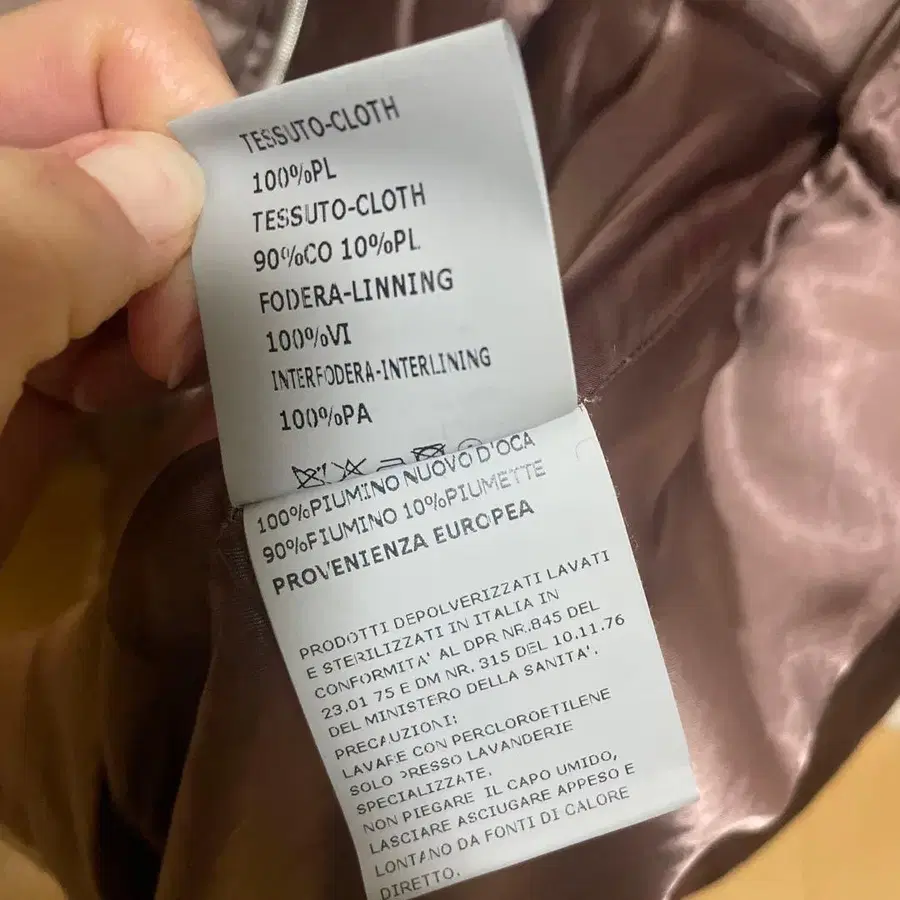 TESSUTO-CLOTH
100%PL
TESSUTO-CLOTH
90%CO 10%PL
FODERA-LINNING
100%VI
INTERFODERA-INTERLINING
100%PA
100%PIUMINO NUOVO D'OCA
90%PIUMINO 10%PIUMETTE
PROVENIENZA EUROPEA
PRODOTTI DEPOLVERIZZATI LAVATI
E STERILIZZATI IN ITALIA IN
CONFORMITA' AL DPR NR.845 DEL
23.01 75 E DM NR. 315 DEL 10.11.76
DEL MINISTERO DELLA SANITA'.
PRECAUZIONI:
LAVARE CON PERCLOROETILENE
SOLO PRESSO LAVANDERIE
SPECIALIZZATE.
NON PIEGARE IL CAPO UMIDO,
LASCIARE ASCIUGARE APPESO E
LONTANO DA FONTI DI CALORE
DIRETTO.